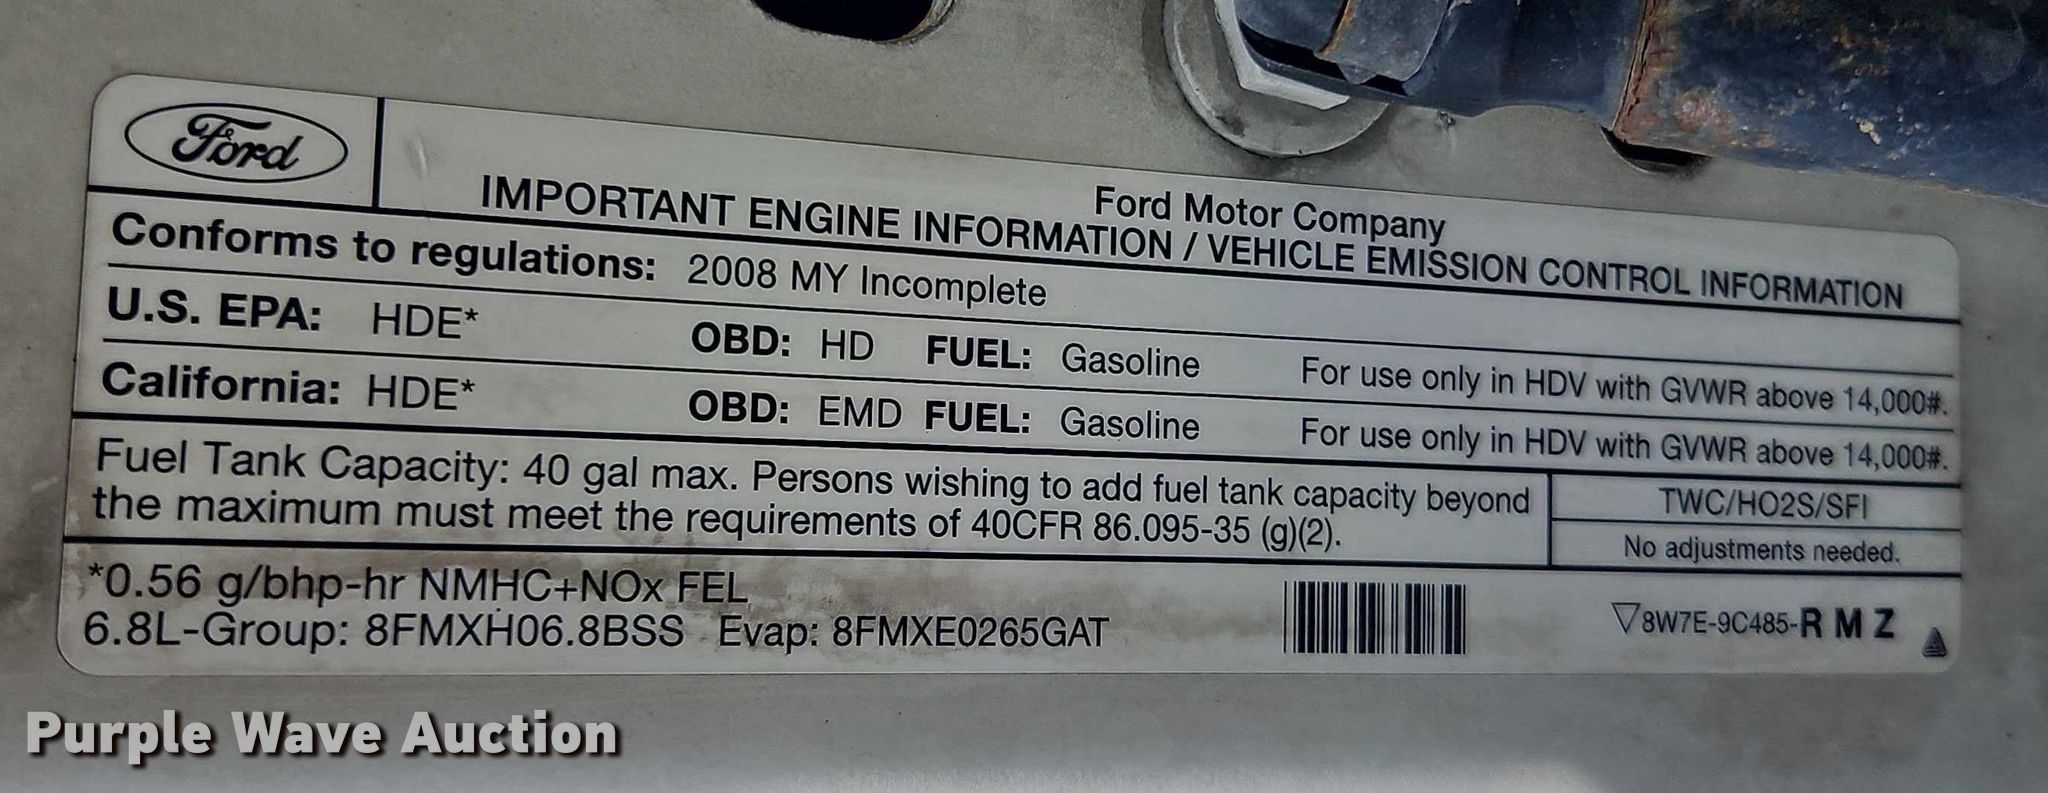 Ford
Ford Motor Company
IMPORTANT ENGINE INFORMATION / VEHICLE EMISSION CONTROL INFORMATION
Conforms to regulations: 2008 MY Incomplete
U.S. EPA: HDE* OBD: HD FUEL: Gasoline For use only in HDV with GVWR above 14,000#.
California: HDE* OBD: EMD FUEL: Gasoline For use only in HDV with GVWR above 14,000#.
Fuel Tank Capacity: 40 gal max. Persons wishing to add fuel tank capacity beyond
the maximum must meet the requirements of 40CFR 86.095-35 (g)(2).
TWC/HO2S/SFI
No adjustments needed.
*0.56 g/bhp-hr NMHC+NOx FEL
6.8L-Group: 8FMXH06.8BSS Evap: 8FMXE0265GAT
8W7E-9C485-R M Z
Purple Wave Auction